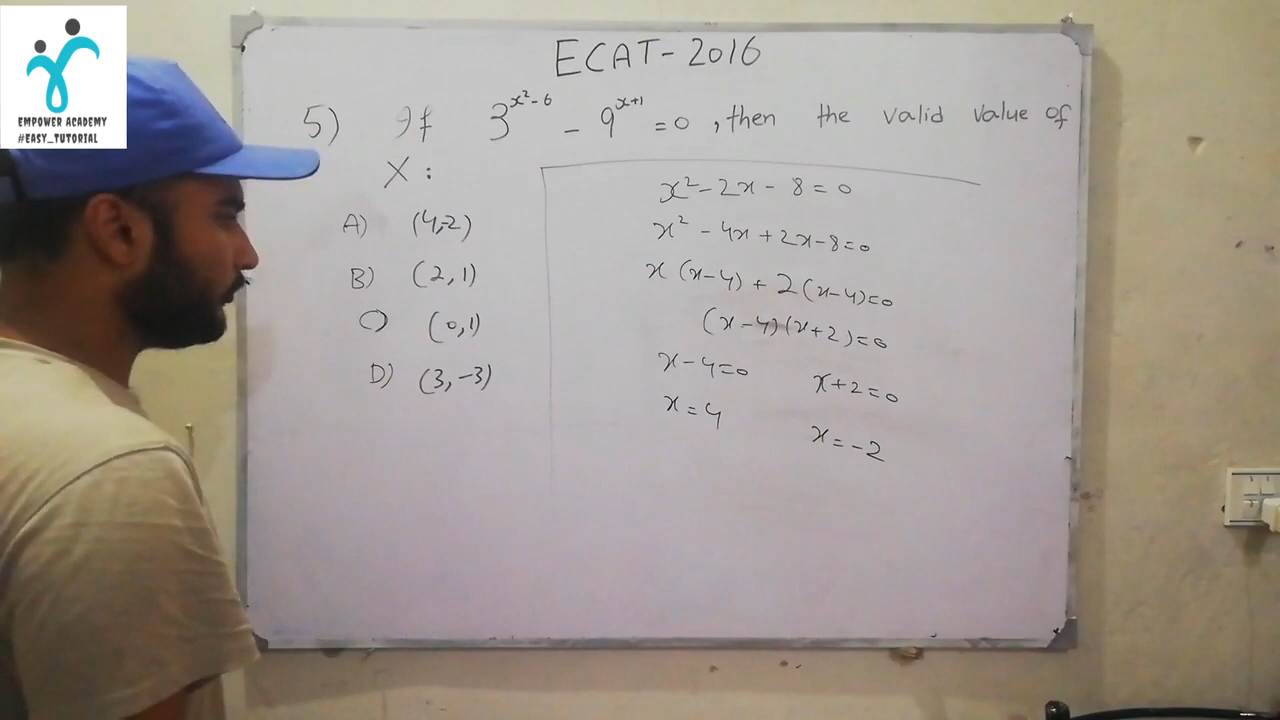 EMPOWER ACADEMY
#EASY_TUTORIAL
ECAT-2016
5) If 3^(x²-6) - 9^(x+1) = 0, then the valid value of
X:
A) (4,-2)
B) (2,1)
C) (0,1)
D) (3,-3)
x² - 2x - 8 = 0
x² - 4x + 2x - 8 = 0
x(x-4) + 2(x-4) = 0
(x-4)(x+2) = 0
x-4=0 x+2=0
x=4 x=-2